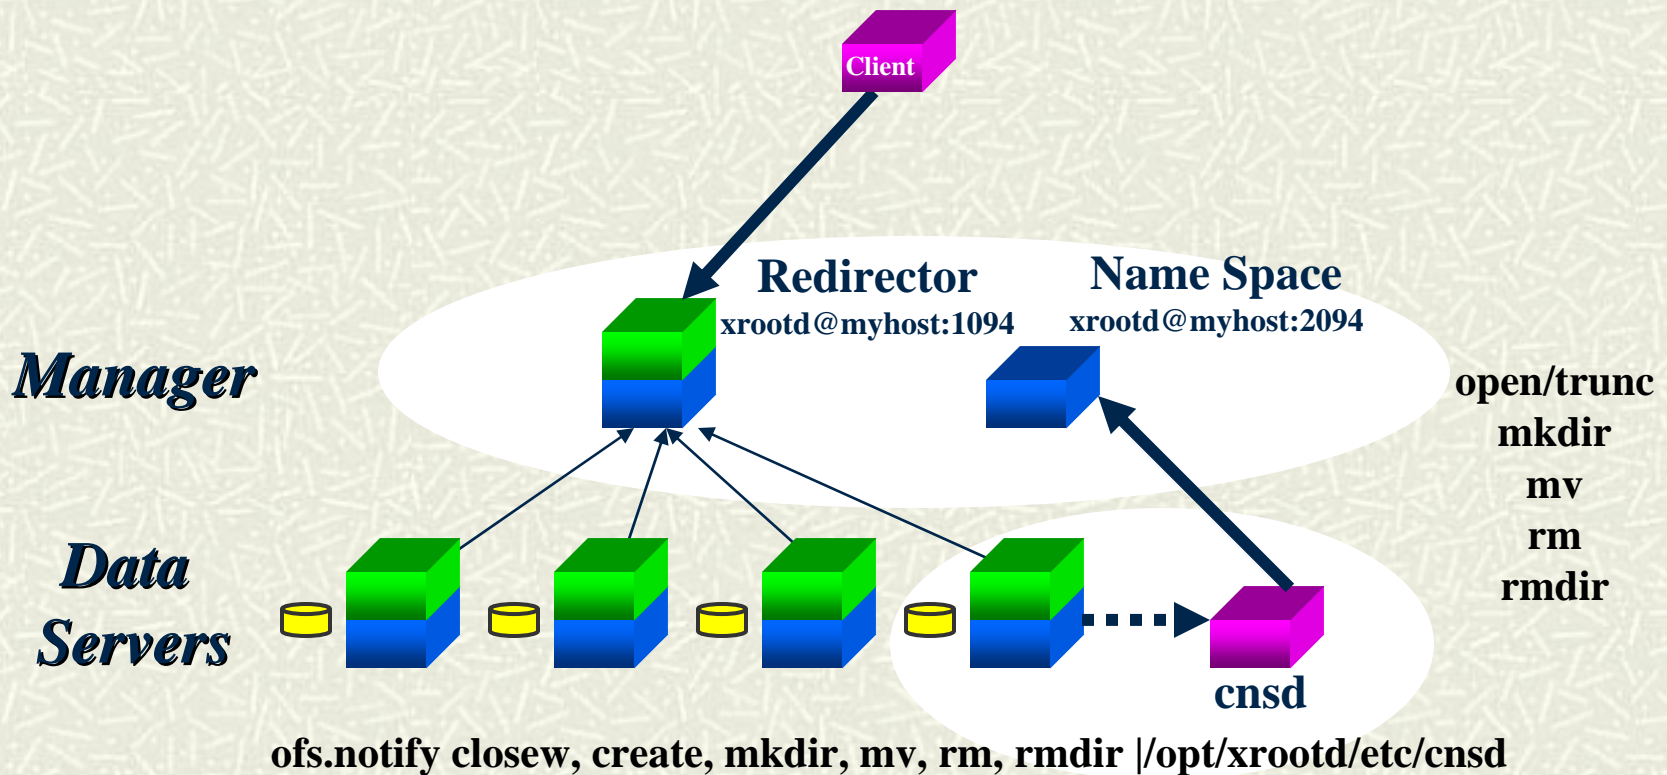 Client
Redirector
xrootd@myhost:1094
Name Space
xrootd@myhost:2094
Manager
open/trunc
mkdir
mv
rm
rmdir
Data
Servers
cnsd
ofs.notify closew, create, mkdir, mv, rm, rmdir |/opt/xrootd/etc/cnsd